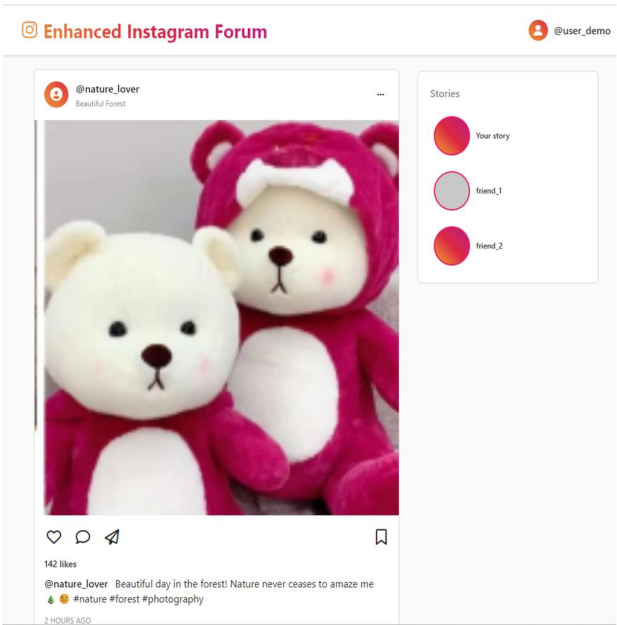 Enhanced Instagram Forum
@user_demo
@nature_lover
Beautiful Forest
...
Stories
Your story
friend_1
friend_2
142 likes
@nature_lover Beautiful day in the forest! Nature never ceases to amaze me
#nature #forest #photography
2 HOURS AGO